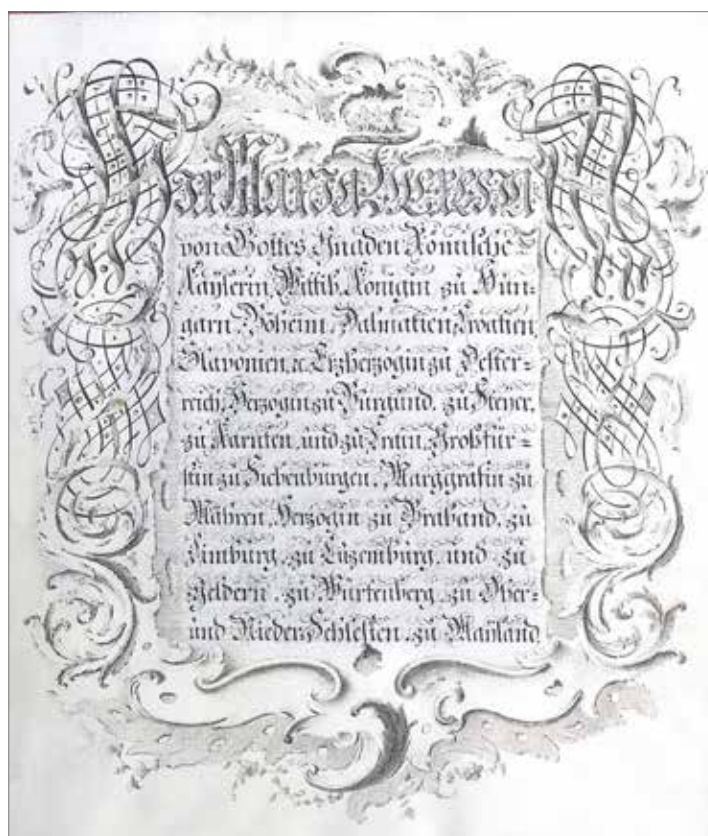 Wir Maria Theresia
von Gottes Gnaden Römische
Kayserin, Wittib, Königin zu Hun=
garn, Böheim, Dalmatien, Croatien,
Slavonien, ꝛc. Erzherzogin zu Oester=
reich, Herzogin zu Burgund, zu Steyer,
zu Kärnten, und zu Crain, Großfür=
stin zu Siebenbürgen, Marggräfin zu
Mähren, Herzogin zu Braband, zu
Limburg, zu Luzemburg, und zu
Geldern, zu Würtenberg, zu Ober=
und Nieder, Schlesien, zu Mayland,